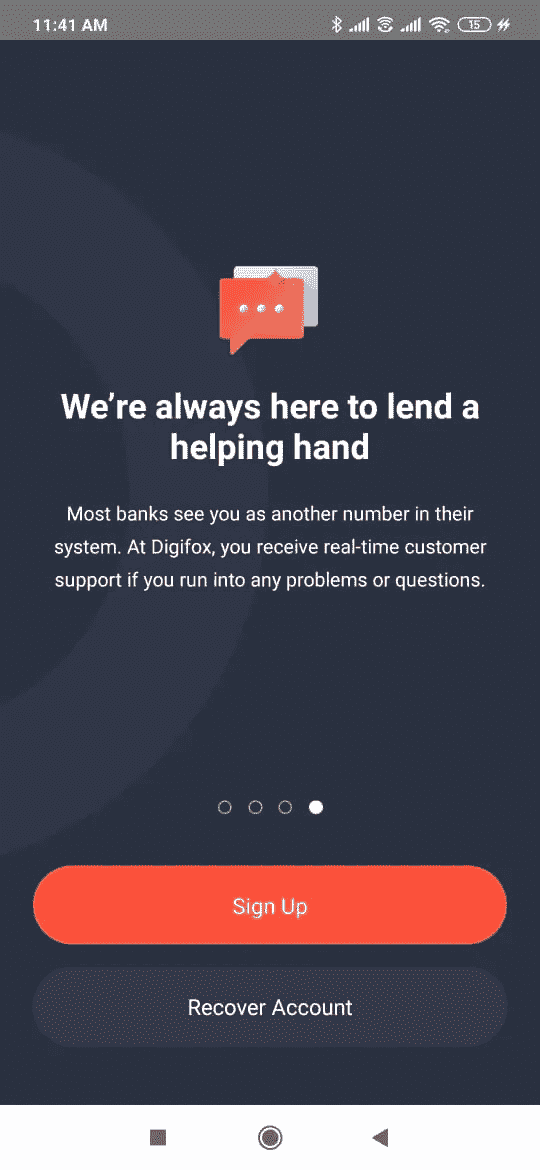 11:41 AM
15
We’re always here to lend a
helping hand
Most banks see you as another number in their
system. At Digifox, you receive real-time customer
support if you run into any problems or questions.
Sign Up
Recover Account